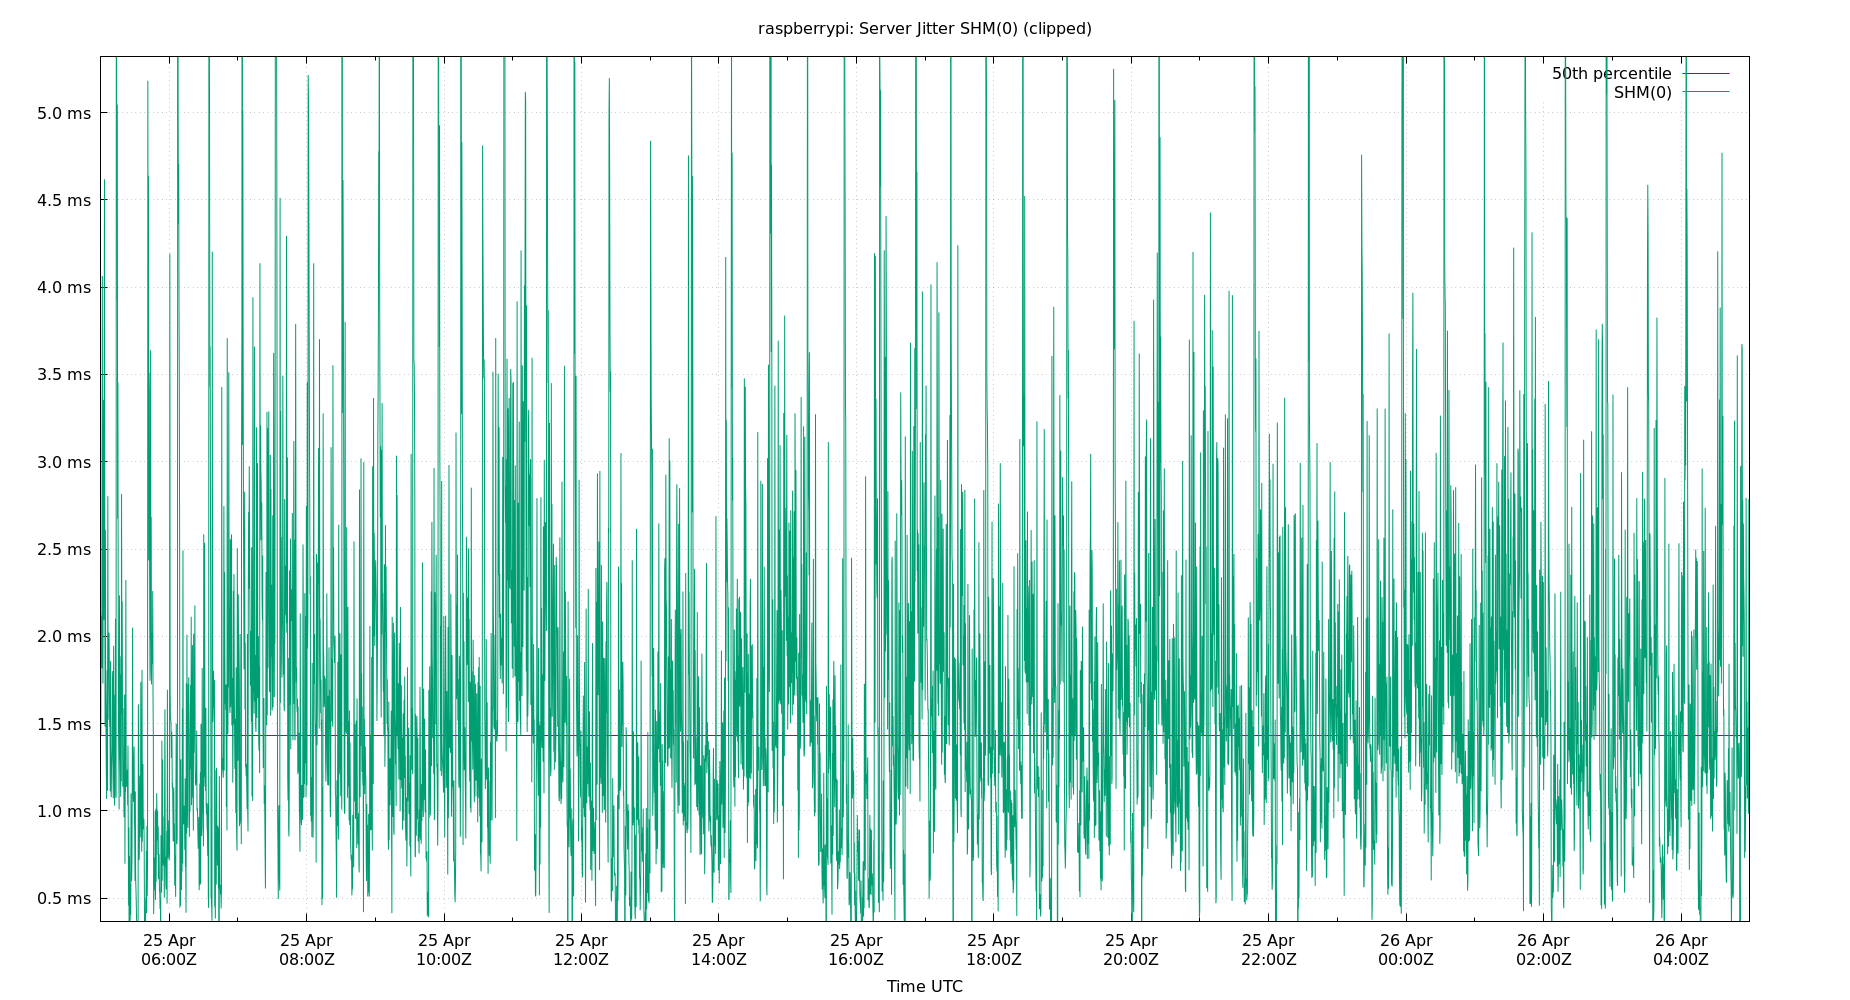 raspberrypi: Server Jitter SHM(0) (clipped)
50th percentile
SHM(0)
5.0 ms
4.5 ms
4.0 ms
3.5 ms
3.0 ms
2.5 ms
2.0 ms
1.5 ms
1.0 ms
0.5 ms
25 Apr 25 Apr 25 Apr 25 Apr 25 Apr 25 Apr 25 Apr 25 Apr 25 Apr 26 Apr 26 Apr 26 Apr
06:00Z 08:00Z 10:00Z 12:00Z 14:00Z 16:00Z 18:00Z 20:00Z 22:00Z 00:00Z 02:00Z 04:00Z
Time UTC